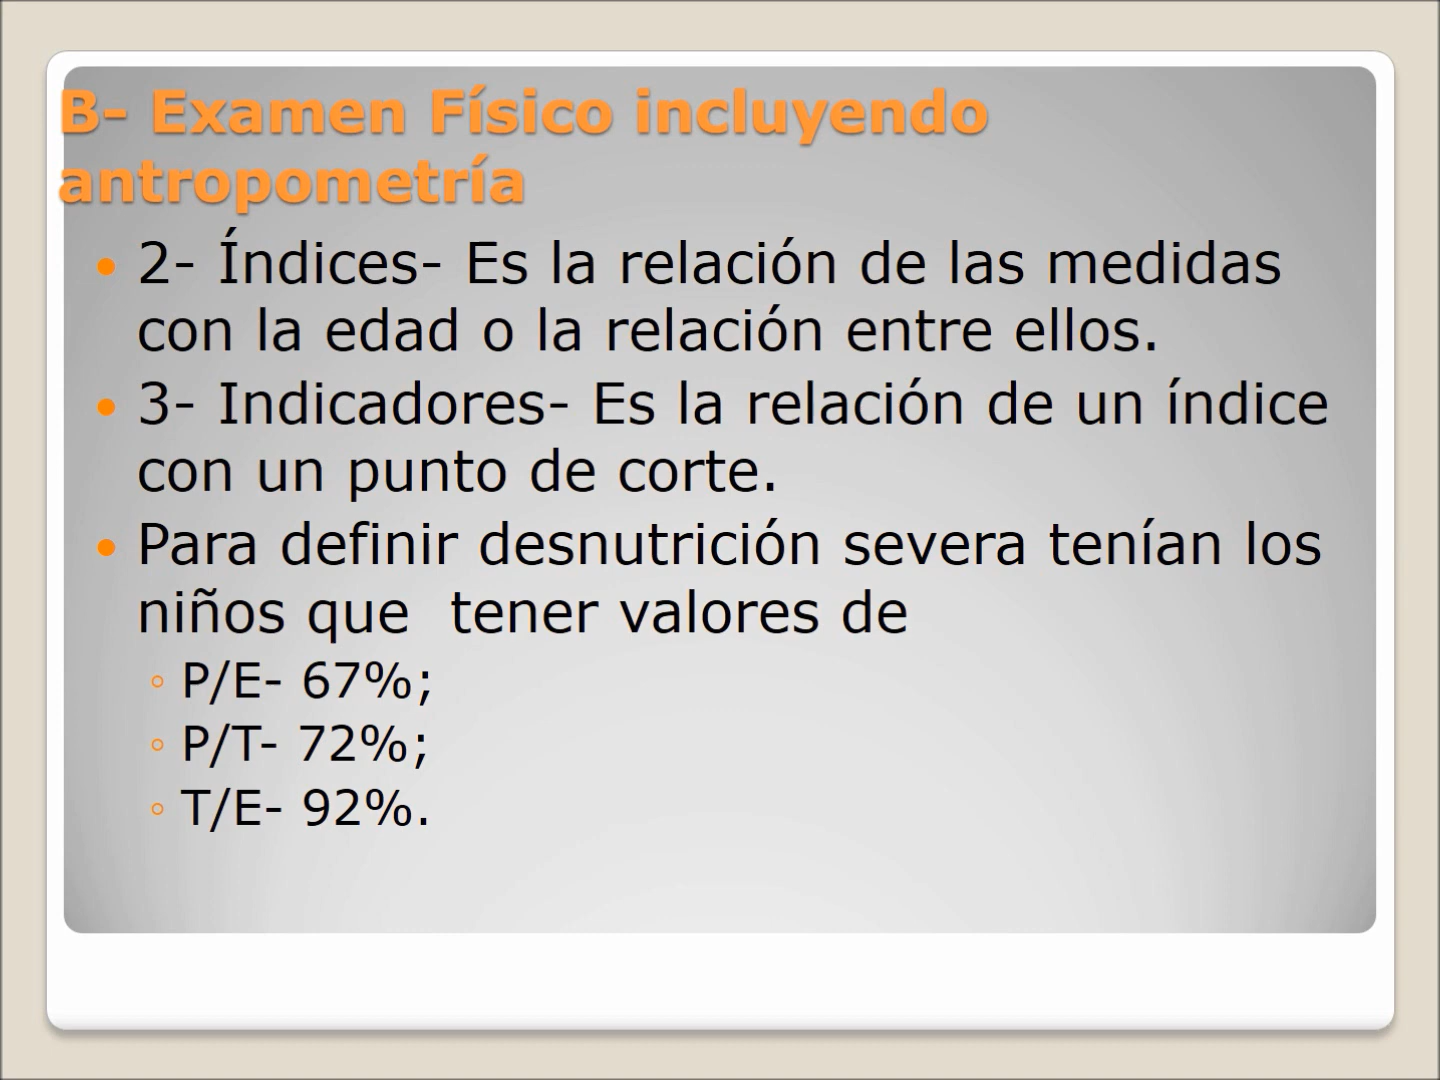 B- Examen Físico incluyendo
antropometría
• 2- Índices- Es la relación de las medidas
con la edad o la relación entre ellos.
• 3- Indicadores- Es la relación de un índice
con un punto de corte.
• Para definir desnutrición severa tenían los
niños que  tener valores de
◦ P/E- 67%;
◦ P/T- 72%;
◦ T/E- 92%.